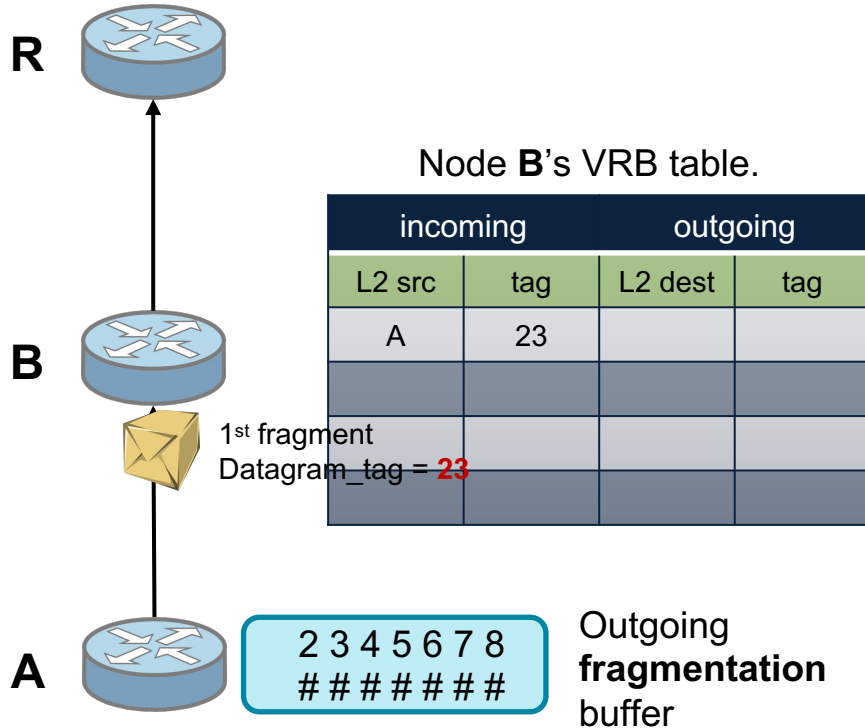 R
Node B's VRB table.
incoming outgoing
L2 src tag L2 dest tag
A 23
B
1st fragment
Datagram_tag = 23
A
2 3 4 5 6 7 8
# # # # # # #
Outgoing
fragmentation
buffer